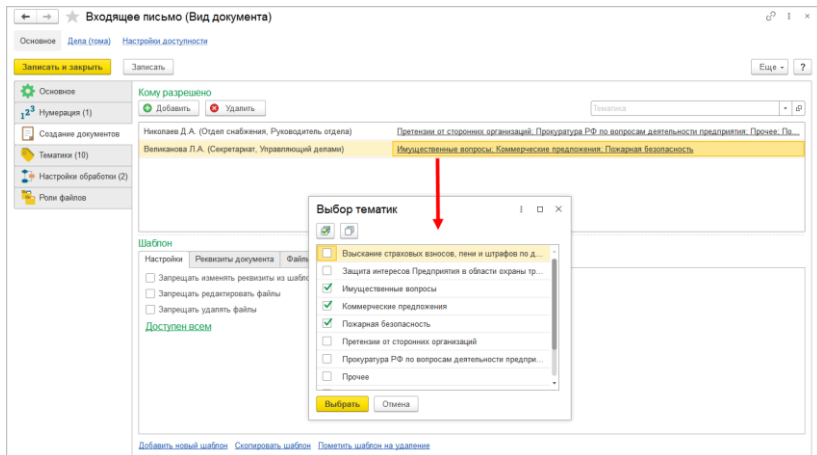 Входящее письмо (Вид документа)
Основное Дела (тома) Настройки доступности
Записать и закрыть Записать Еще ?
Основное
Нумерация (1)
Создание документов
Тематики (10)
Настройки обработки (2)
Роли файлов
Кому разрешено
Добавить Удалить Тематика
Николаев Д.А. (Отдел снабжения, Руководитель отдела) Претензии от сторонних организаций; Прокуратура РФ по вопросам деятельности предприятия; Прочее; По...
Великанова Л.А. (Секретариат, Управляющий делами) Имущественные вопросы; Коммерческие предложения; Пожарная безопасность
Шаблон
Настройки Реквизиты документа Файлы
Запрещать изменять реквизиты из шабло
Запрещать редактировать файлы
Запрещать удалять файлы
Доступен всем
Выбор тематик
Взыскание страховых взносов, пени и штрафов по д...
Защита интересов Предприятия в области охраны тр...
Имущественные вопросы
Коммерческие предложения
Пожарная безопасность
Претензии от сторонних организаций
Прокуратура РФ по вопросам деятельности предпри...
Прочее
Выбрать Отмена
Добавить новый шаблон Скопировать шаблон Пометить шаблон на удаление